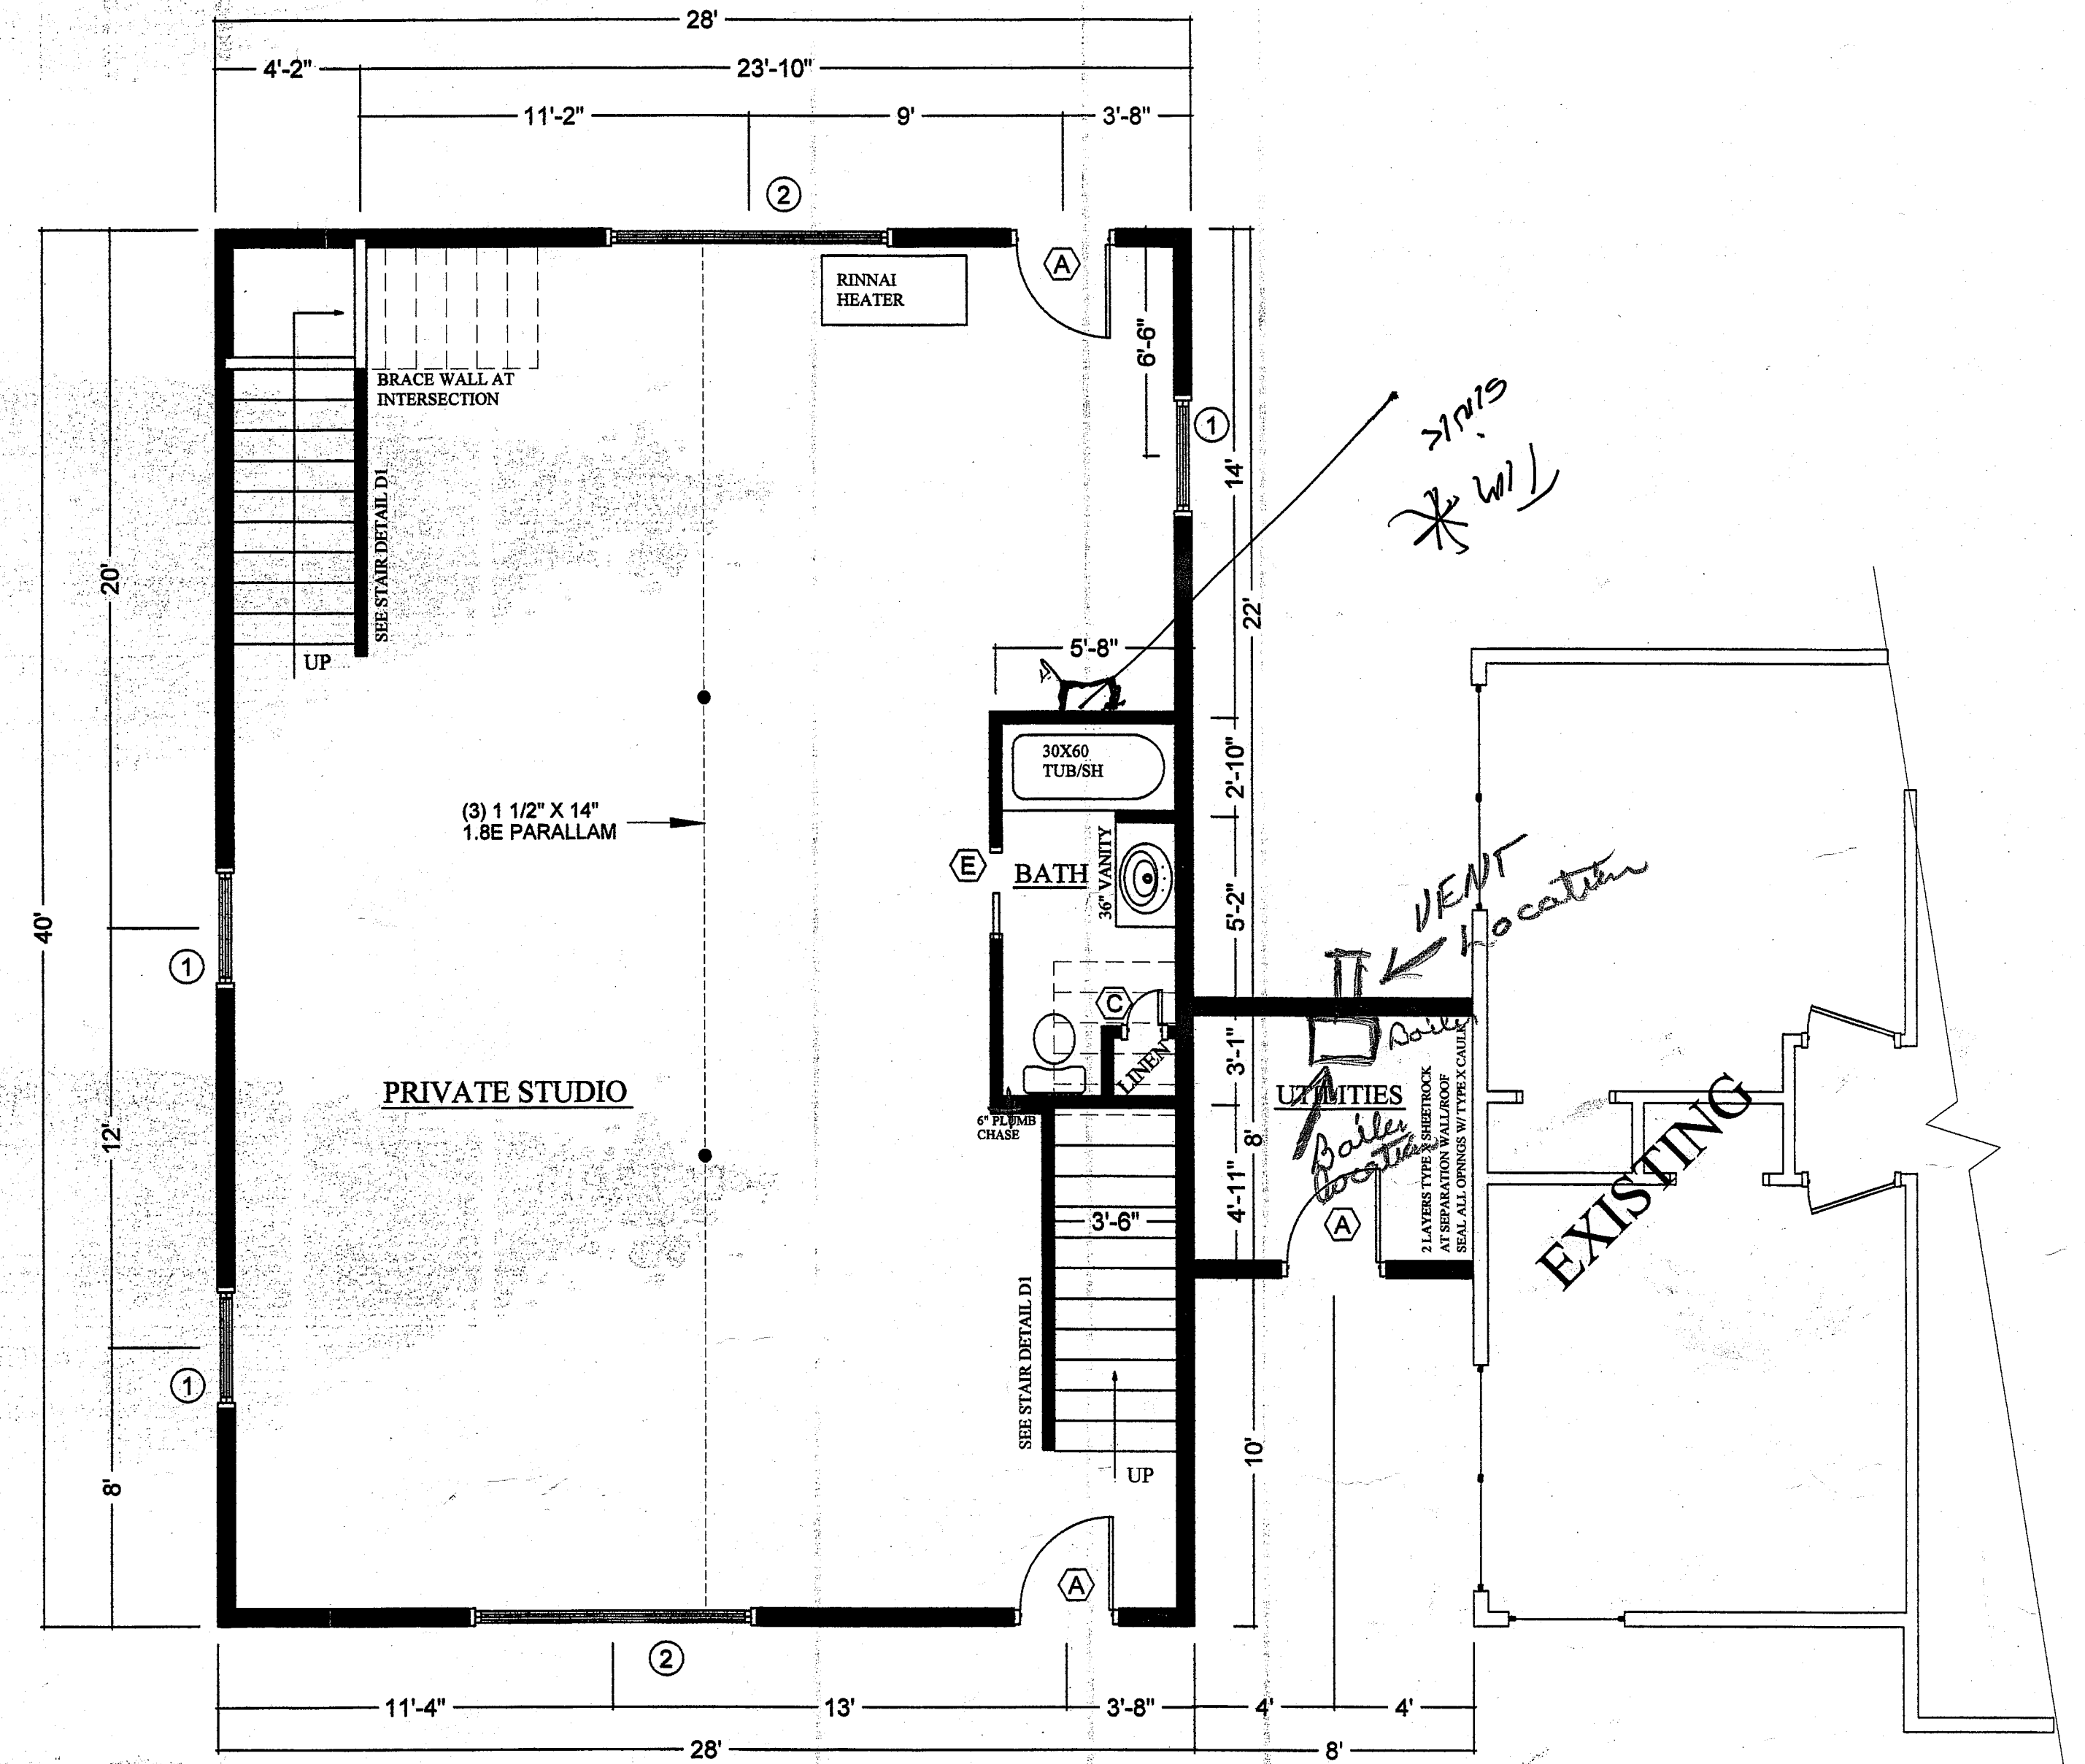 28'
4'-2"
23'-10"
11'-2"
9'
3'-8"
2
A
RINNAI
HEATER
6'-6"
BRACE WALL AT
INTERSECTION
1
SINK
TIM
14'
SEE STAIR DETAIL D1
20'
22'
UP
5'-8"
30X60
TUB/SH
2'-10"
(3) 1 1/2" X 14"
1.8E PARALLAM
E
BATH
36" VANITY
VENT
Location
5'-2"
40'
1
C
Boiler
LINEN
3'-1"
PRIVATE STUDIO
UTILITIES
6" PLUMB
CHASE
12'
8'
Boiler
Location
2 LAYERS TYPE SHEETROCK
AT SEPARATION WALL/ROOF
SEAL ALL OPNNGS W/ TYPE X CAULK
EXISTING
4'-11"
3'-6"
A
SEE STAIR DETAIL D1
1
10'
8'
UP
A
2
11'-4"
13'
3'-8"
4'
4'
28'
8'